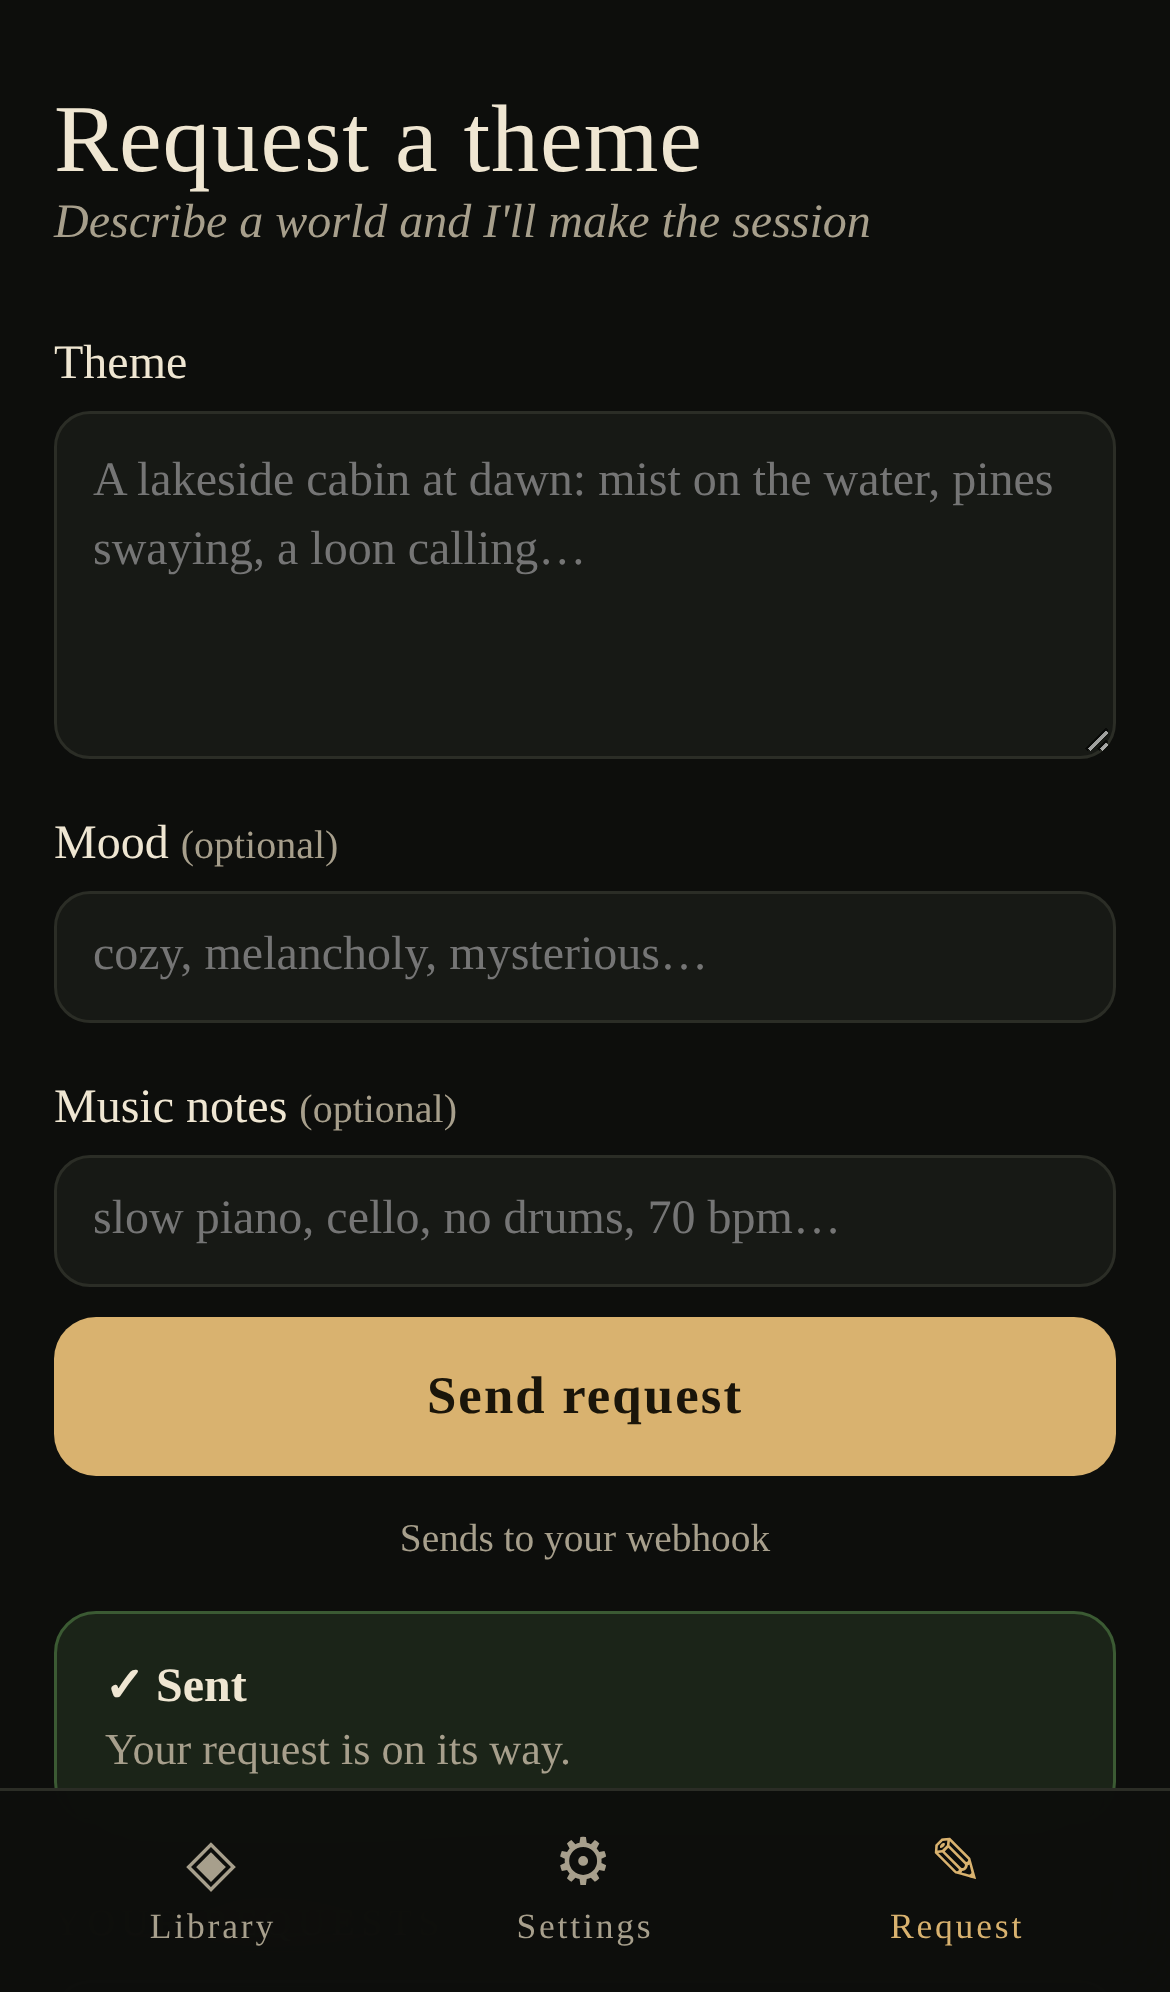 Request a theme
Describe a world and I'll make the session
Theme
A lakeside cabin at dawn: mist on the water, pines
swaying, a loon calling…
Mood (optional)
cozy, melancholy, mysterious…
Music notes (optional)
slow piano, cello, no drums, 70 bpm…
Send request
Sends to your webhook
✓ Sent
Your request is on its way.
Library
Settings
Request